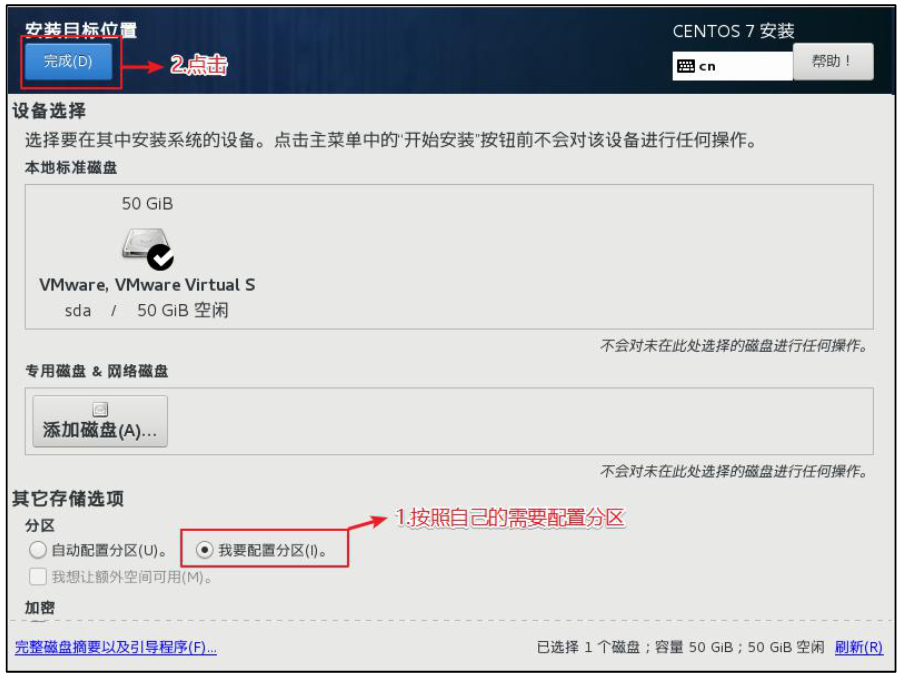 安装目标位置
CENTOS 7 安装
完成(D)
2.点击
cn
帮助！
设备选择
选择要在其中安装系统的设备。点击主菜单中的“开始安装”按钮前不会对该设备进行任何操作。
本地标准磁盘
50 GiB
VMware, VMware Virtual S
sda / 50 GiB 空闲
不会对未在此处选择的磁盘进行任何操作。
专用磁盘 & 网络磁盘
添加磁盘(A)...
不会对未在此处选择的磁盘进行任何操作。
其它存储选项
1.按照自己的需要配置分区
分区
自动配置分区(U)。 我要配置分区(I)。
我想让额外空间可用(M)。
加密
完整磁盘摘要以及引导程序(F)... 已选择 1 个磁盘；容量 50 GiB；50 GiB 空闲 刷新(R)